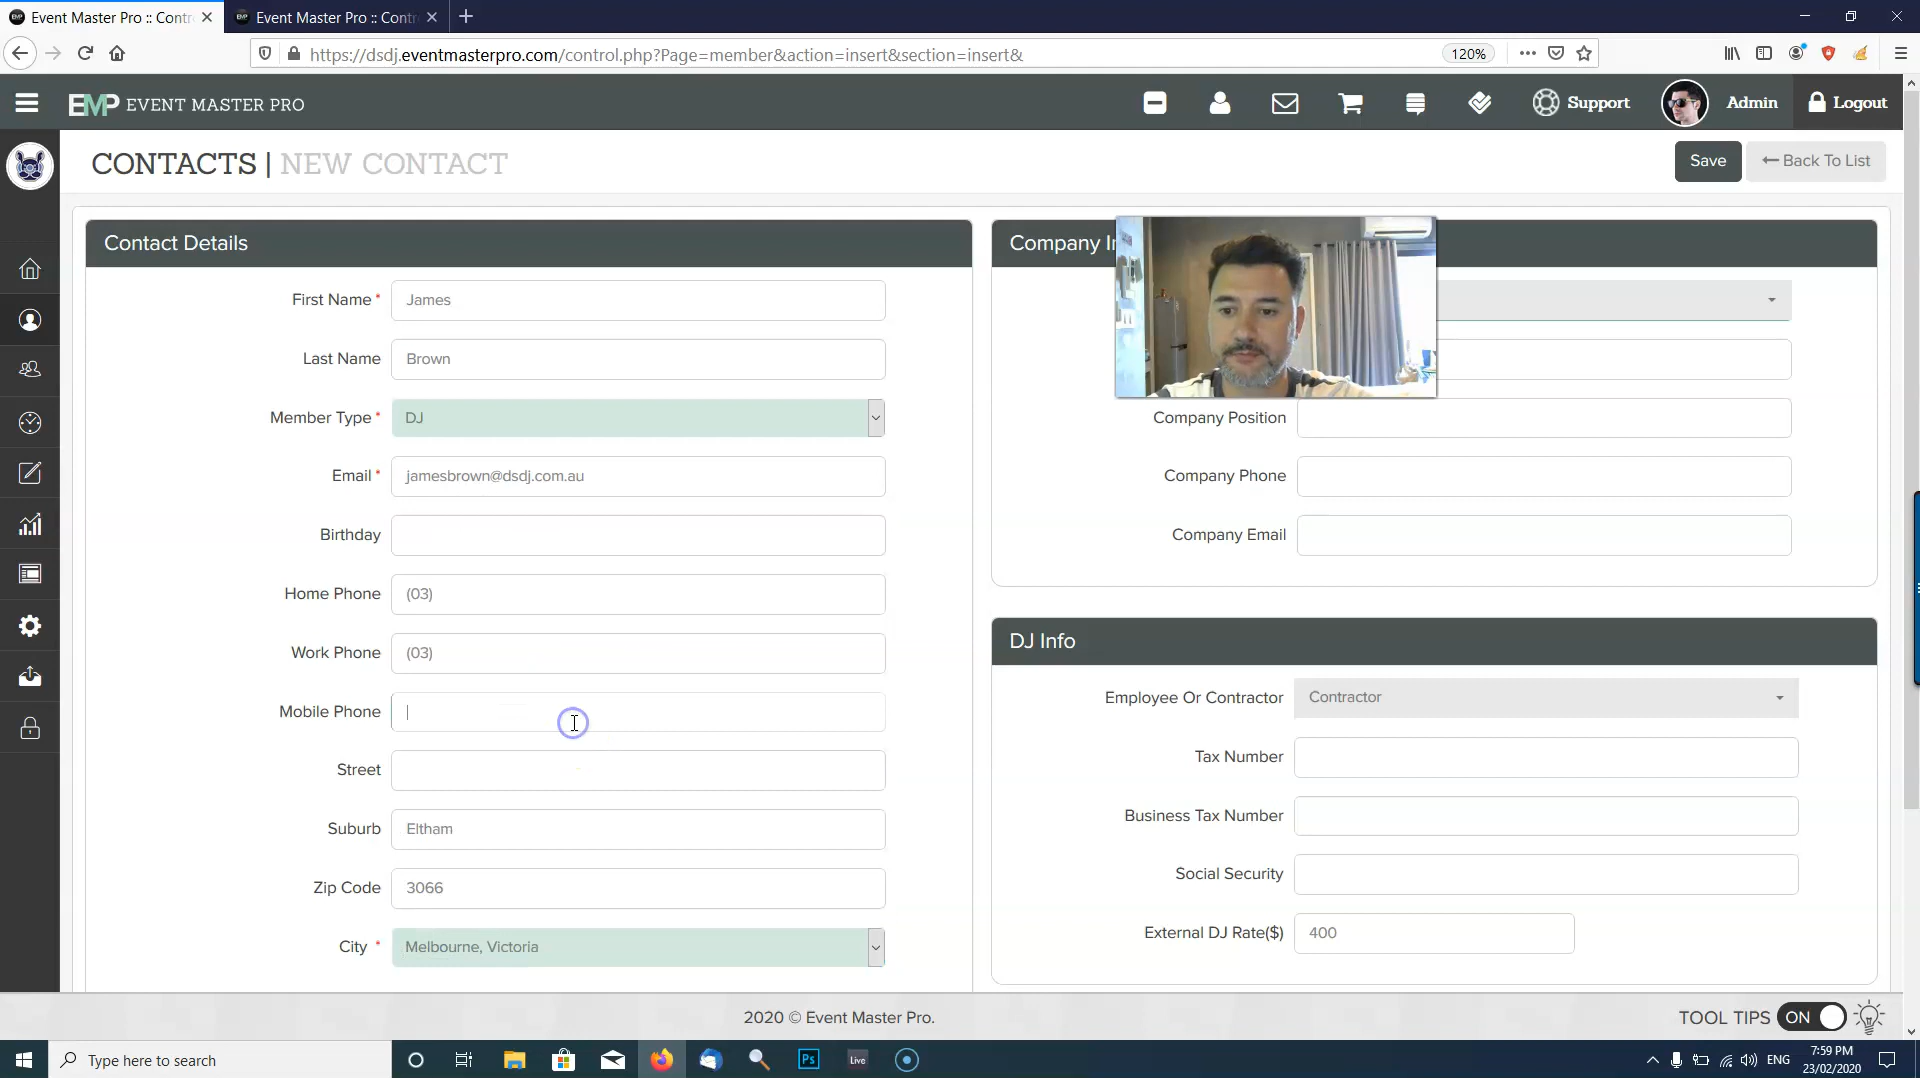 Event Master Pro :: Contr
Event Master Pro :: Contr
https://dsdj.eventmasterpro.com/control.php?Page=member&action=insert&section=insert&
120%
EMP EVENT MASTER PRO
Support
Admin
Logout
CONTACTS | NEW CONTACT
Save
Back To List
Contact Details
First Name *
James
Last Name
Brown
Member Type *
DJ
Email *
jamesbrown@dsdj.com.au
Birthday
Home Phone
(03)
Work Phone
(03)
Mobile Phone
Street
Suburb
Eltham
Zip Code
3066
City *
Melbourne, Victoria
Company
Company Position
Company Phone
Company Email
DJ Info
Employee Or Contractor
Contractor
Tax Number
Business Tax Number
Social Security
External DJ Rate($)
400
2020 © Event Master Pro.
TOOL TIPS
ON
Type here to search
Ps
Live
ENG
7:59 PM
23/02/2020